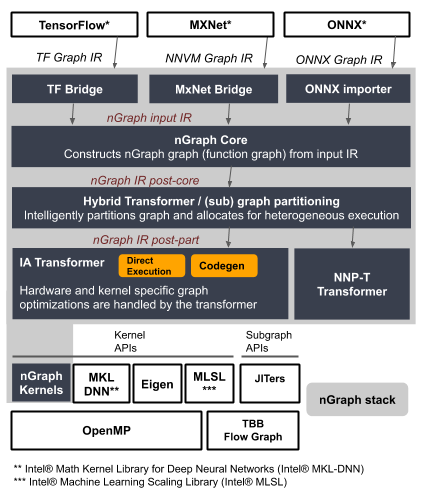 TensorFlow* MXNet* ONNX*
TF Graph IR NNVM Graph IR ONNX Graph IR
TF Bridge MxNet Bridge ONNX importer
nGraph input IR
nGraph Core
Constructs nGraph graph (function graph) from input IR
nGraph IR post-core
Hybrid Transformer / (sub) graph partitioning
Intelligently partitions graph and allocates for heterogeneous execution
nGraph IR post-part
IA Transformer
Direct
Execution
Codegen
Hardware and kernel specific graph
optimizations are handled by the transformer
NNP-T
Transformer
Kernel
APIs
Subgraph
APIs
nGraph
Kernels
MKL
DNN**
Eigen
MLSL
***
JITers
nGraph stack
OpenMP
TBB
Flow Graph
** Intel® Math Kernel Library for Deep Neural Networks (Intel® MKL-DNN)
*** Intel® Machine Learning Scaling Library (Intel® MLSL)